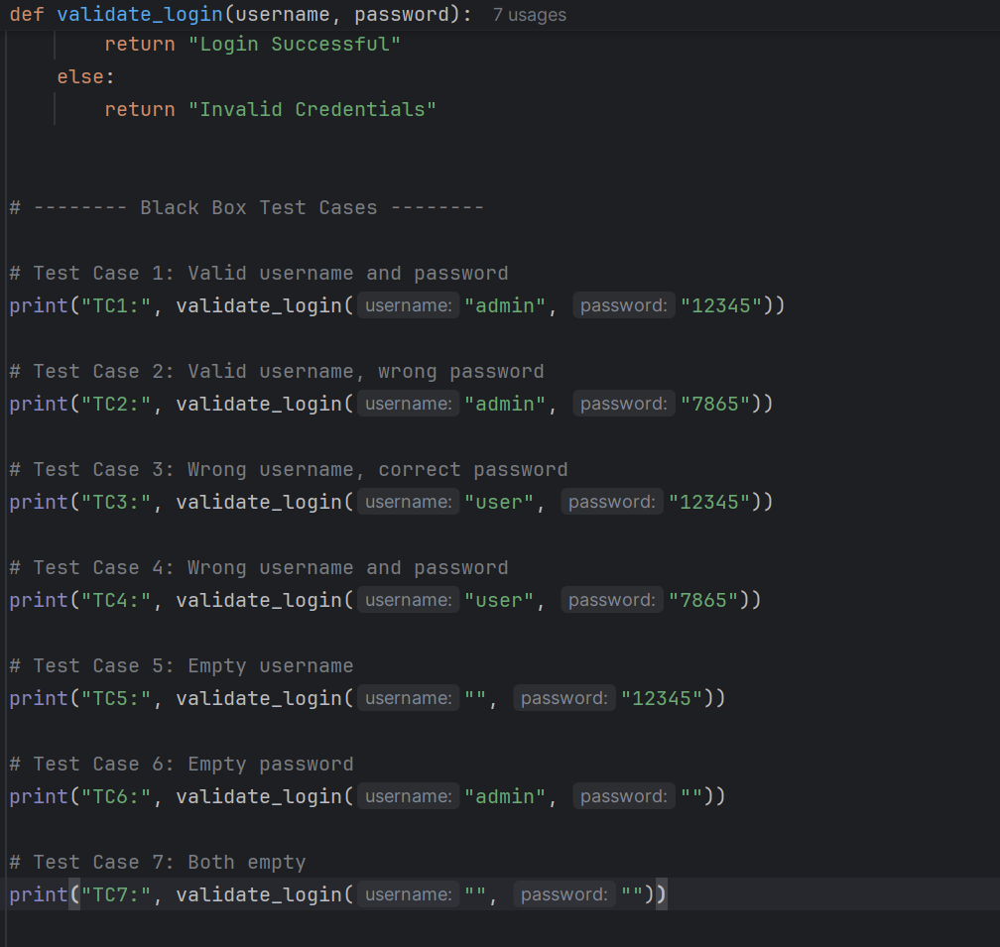 def validate_login(username, password):  7 usages
        return "Login Successful"
    else:
        return "Invalid Credentials"
# -------- Black Box Test Cases --------
# Test Case 1: Valid username and password
print("TC1:", validate_login( username: "admin",  password: "12345"))
# Test Case 2: Valid username, wrong password
print("TC2:", validate_login( username: "admin",  password: "7865"))
# Test Case 3: Wrong username, correct password
print("TC3:", validate_login( username: "user",  password: "12345"))
# Test Case 4: Wrong username and password
print("TC4:", validate_login( username: "user",  password: "7865"))
# Test Case 5: Empty username
print("TC5:", validate_login( username: "",  password: "12345"))
# Test Case 6: Empty password
print("TC6:", validate_login( username: "admin",  password: ""))
# Test Case 7: Both empty
print("TC7:", validate_login( username: "",  password: ""))